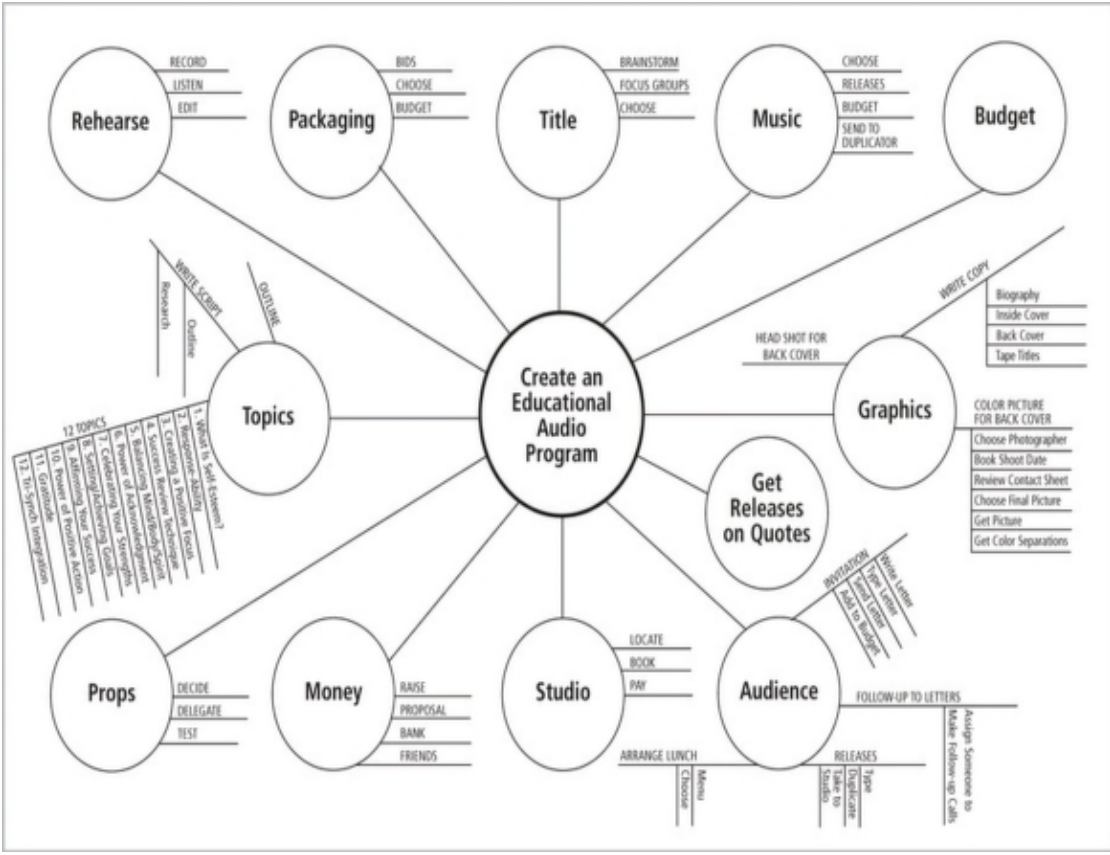 Rehearse
RECORD
LISTEN
EDIT
Packaging
BIDS
CHOOSE
BUDGET
Title
BRAINSTORM
FOCUS GROUPS
CHOOSE
Music
CHOOSE
RELEASES
BUDGET
SEND TO
DUPLICATOR
Budget
Create an
Educational
Audio
Program
Topics
WRITE SCRIPT
Research
Outline
OUTLINE
12 TOPICS
1. What Is Self-Esteem?
2. Response-Ability
3. Creating a Positive Focus
4. Success Review Technique
5. Balancing Mind/Body/Spirit
6. Power of Acknowledgment
7. Celebrating Your Strengths
8. Setting/Achieving Goals
9. Affirming Your Success
10. Power of Positive Action
11. Gratitude
12. Tri-Synch Integration
Graphics
HEAD SHOT FOR
BACK COVER
WRITE COPY
Biography
Inside Cover
Back Cover
Tape Titles
COLOR PICTURE
FOR BACK COVER
Choose Photographer
Book Shoot Date
Review Contact Sheet
Choose Final Picture
Get Picture
Get Color Separations
Get
Releases
on Quotes
Props
DECIDE
DELEGATE
TEST
Money
RAISE
PROPOSAL
BANK
FRIENDS
Studio
LOCATE
BOOK
PAY
Audience
INVITATION
Write Letter
Type Letter
Send Letter
Add to Budget
FOLLOW-UP TO LETTERS
Assign Someone to
Make Follow-up Calls
RELEASES
Type
Duplicate
Take to
Studio
ARRANGE LUNCH
Menu
Choose